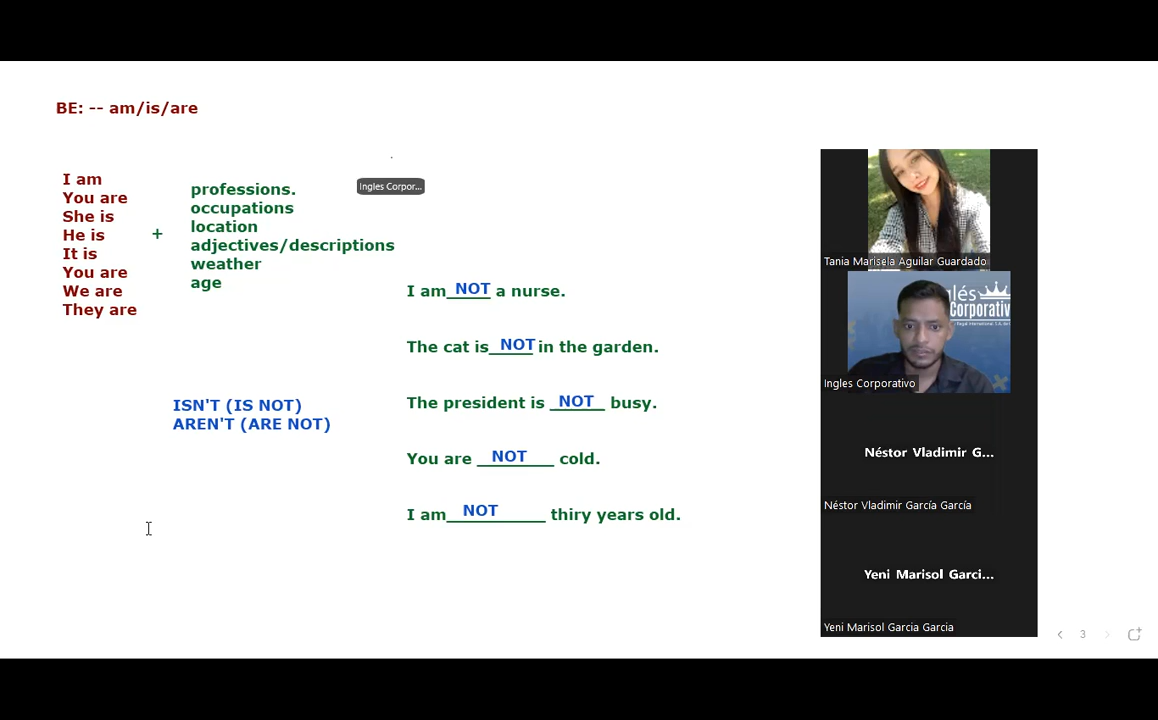 BE: -- am/is/are
I am
You are
She is
He is
It is
You are
We are
They are
+
professions.
occupations
location
adjectives/descriptions
weather
age
Ingles Corpor...
I am NOT a nurse.
The cat is NOT in the garden.
The president is NOT busy.
You are NOT cold.
I am NOT thiry years old.
ISN'T (IS NOT)
AREN'T (ARE NOT)
Tania Marisela Aguilar Guardado
glés
Corporativ
Ingles Corporativo
Néstor Vladimir G...
Néstor Vladimir García García
Yeni Marisol Garci...
Yeni Marisol Garcia Garcia
3